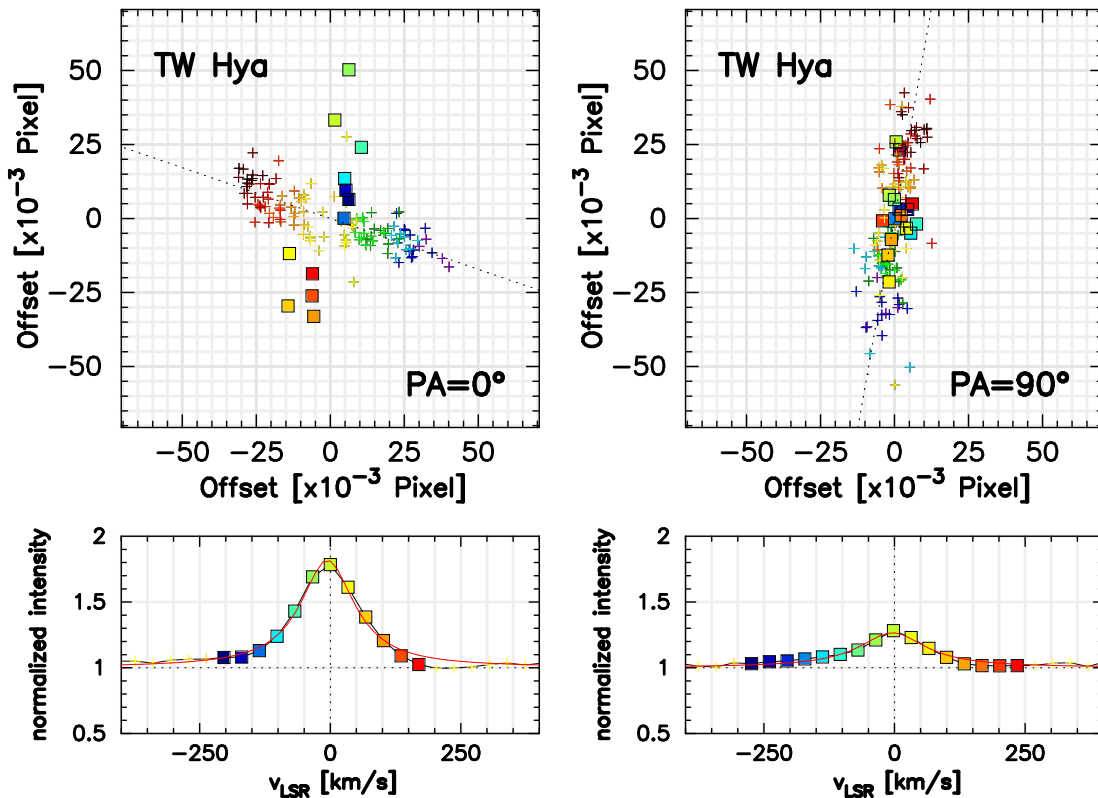 TW Hya
PA=0°
Offset [x10⁻³ Pixel]
50
25
0
−25
−50
−50
−25
0
25
50
Offset [x10⁻³ Pixel]
TW Hya
PA=90°
Offset [x10⁻³ Pixel]
50
25
0
−25
−50
−50
−25
0
25
50
Offset [x10⁻³ Pixel]
normalized intensity
2
1.5
1
0.5
−250
0
250
v_LSR [km/s]
normalized intensity
2
1.5
1
0.5
−250
0
250
v_LSR [km/s]